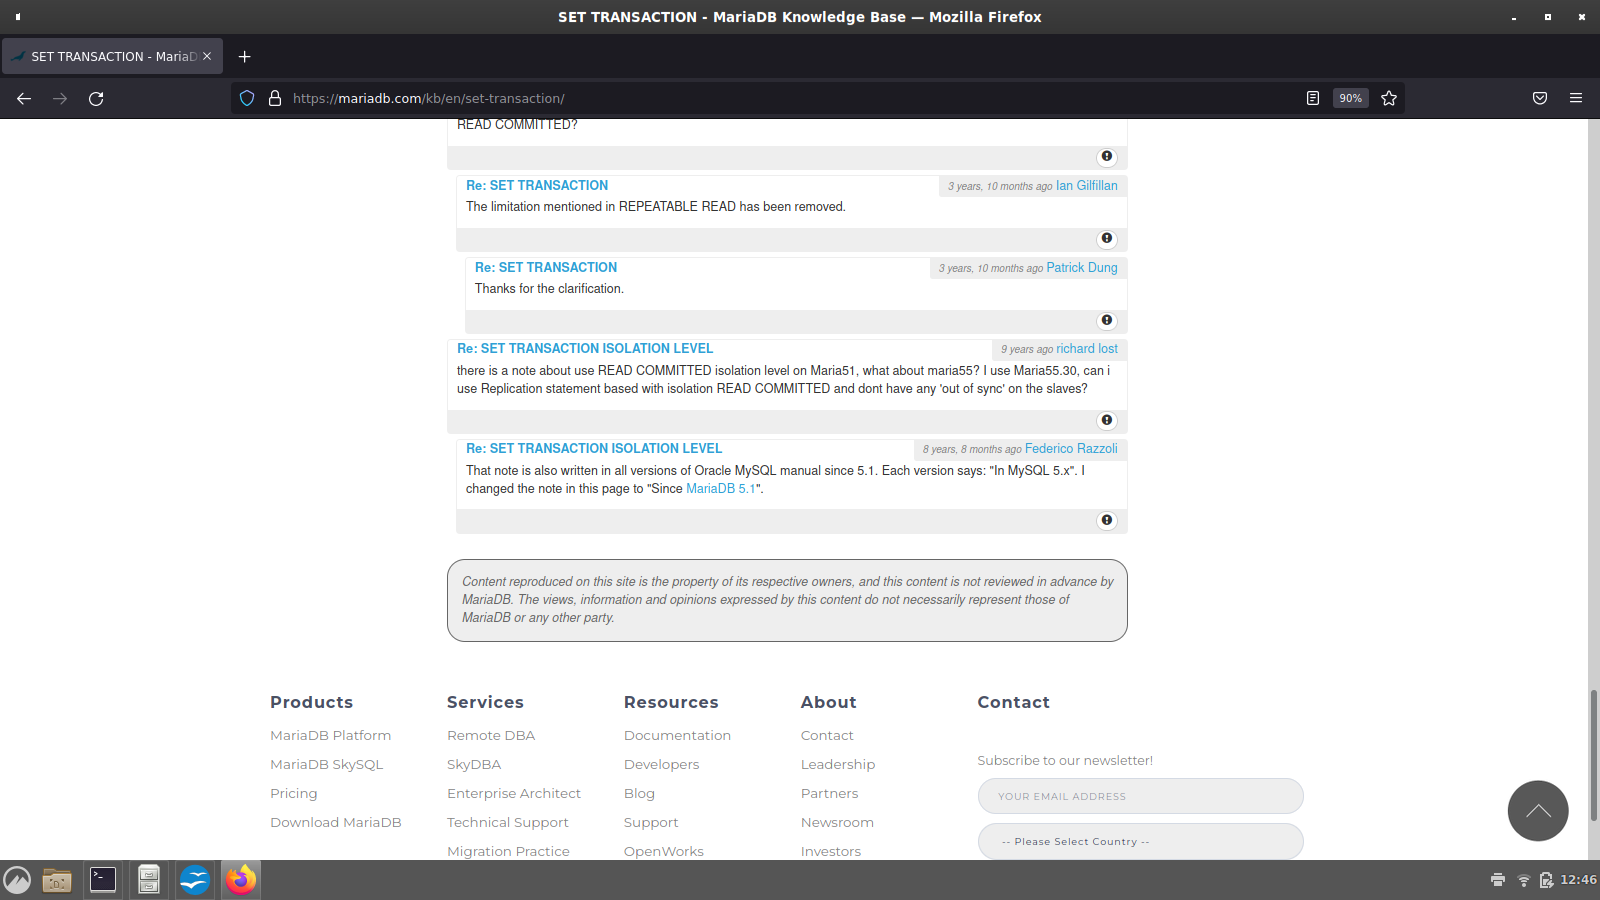 SET TRANSACTION - MariaDB Knowledge Base — Mozilla Firefox
SET TRANSACTION - MariaD
https://mariadb.com/kb/en/set-transaction/
90%
READ COMMITTED?
Re: SET TRANSACTION
3 years, 10 months ago Ian Gilfillan
The limitation mentioned in REPEATABLE READ has been removed.
Re: SET TRANSACTION
3 years, 10 months ago Patrick Dung
Thanks for the clarification.
Re: SET TRANSACTION ISOLATION LEVEL
9 years ago richard lost
there is a note about use READ COMMITTED isolation level on Maria51, what about maria55? I use Maria55.30, can i
use Replication statement based with isolation READ COMMITTED and dont have any 'out of sync' on the slaves?
Re: SET TRANSACTION ISOLATION LEVEL
8 years, 8 months ago Federico Razzoli
That note is also written in all versions of Oracle MySQL manual since 5.1. Each version says: "In MySQL 5.x". I
changed the note in this page to "Since MariaDB 5.1".
Content reproduced on this site is the property of its respective owners, and this content is not reviewed in advance by
MariaDB. The views, information and opinions expressed by this content do not necessarily represent those of
MariaDB or any other party.
Products
MariaDB Platform
MariaDB SkySQL
Pricing
Download MariaDB
Services
Remote DBA
SkyDBA
Enterprise Architect
Technical Support
Migration Practice
Resources
Documentation
Developers
Blog
Support
OpenWorks
About
Contact
Leadership
Partners
Newsroom
Investors
Contact
Subscribe to our newsletter!
YOUR EMAIL ADDRESS
-- Please Select Country --
12:46